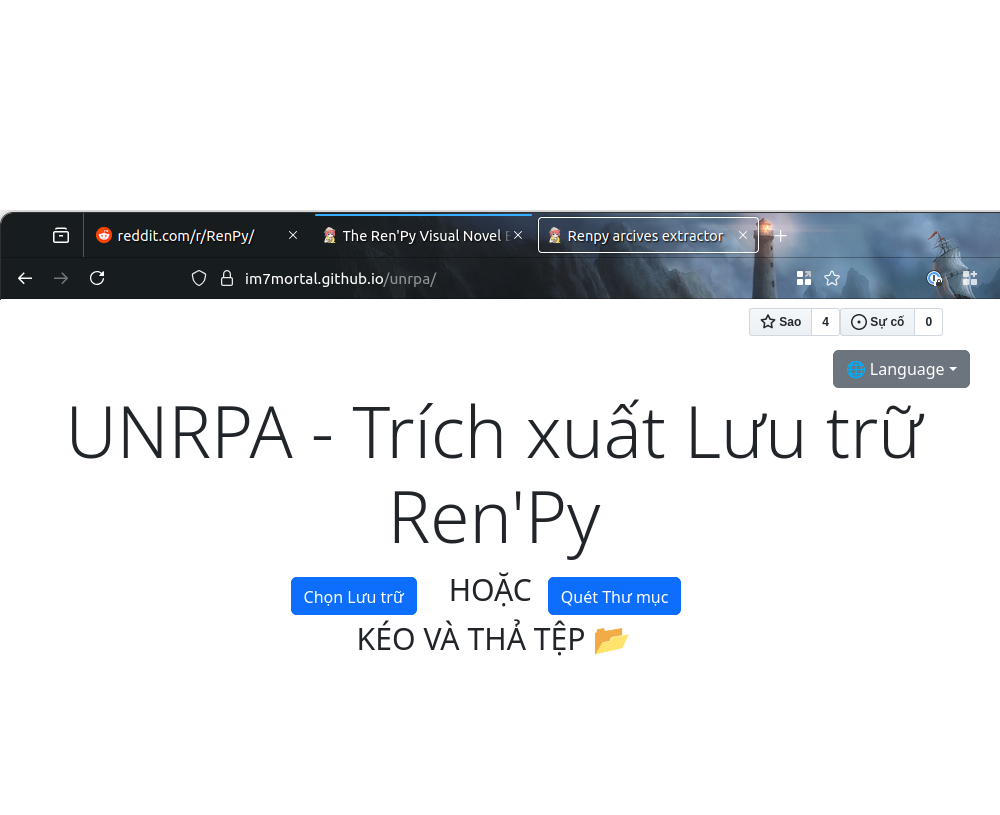 reddit.com/r/RenPy/
The Ren'Py Visual Novel
Renpy arcives extractor
im7mortal.github.io/unrpa/
Sao 4 Sự cố 0
🌐 Language
UNRPA - Trích xuất Lưu trữ
Ren'Py
Chọn Lưu trữ HOẶC Quét Thư mục
KÉO VÀ THẢ TỆP 📂